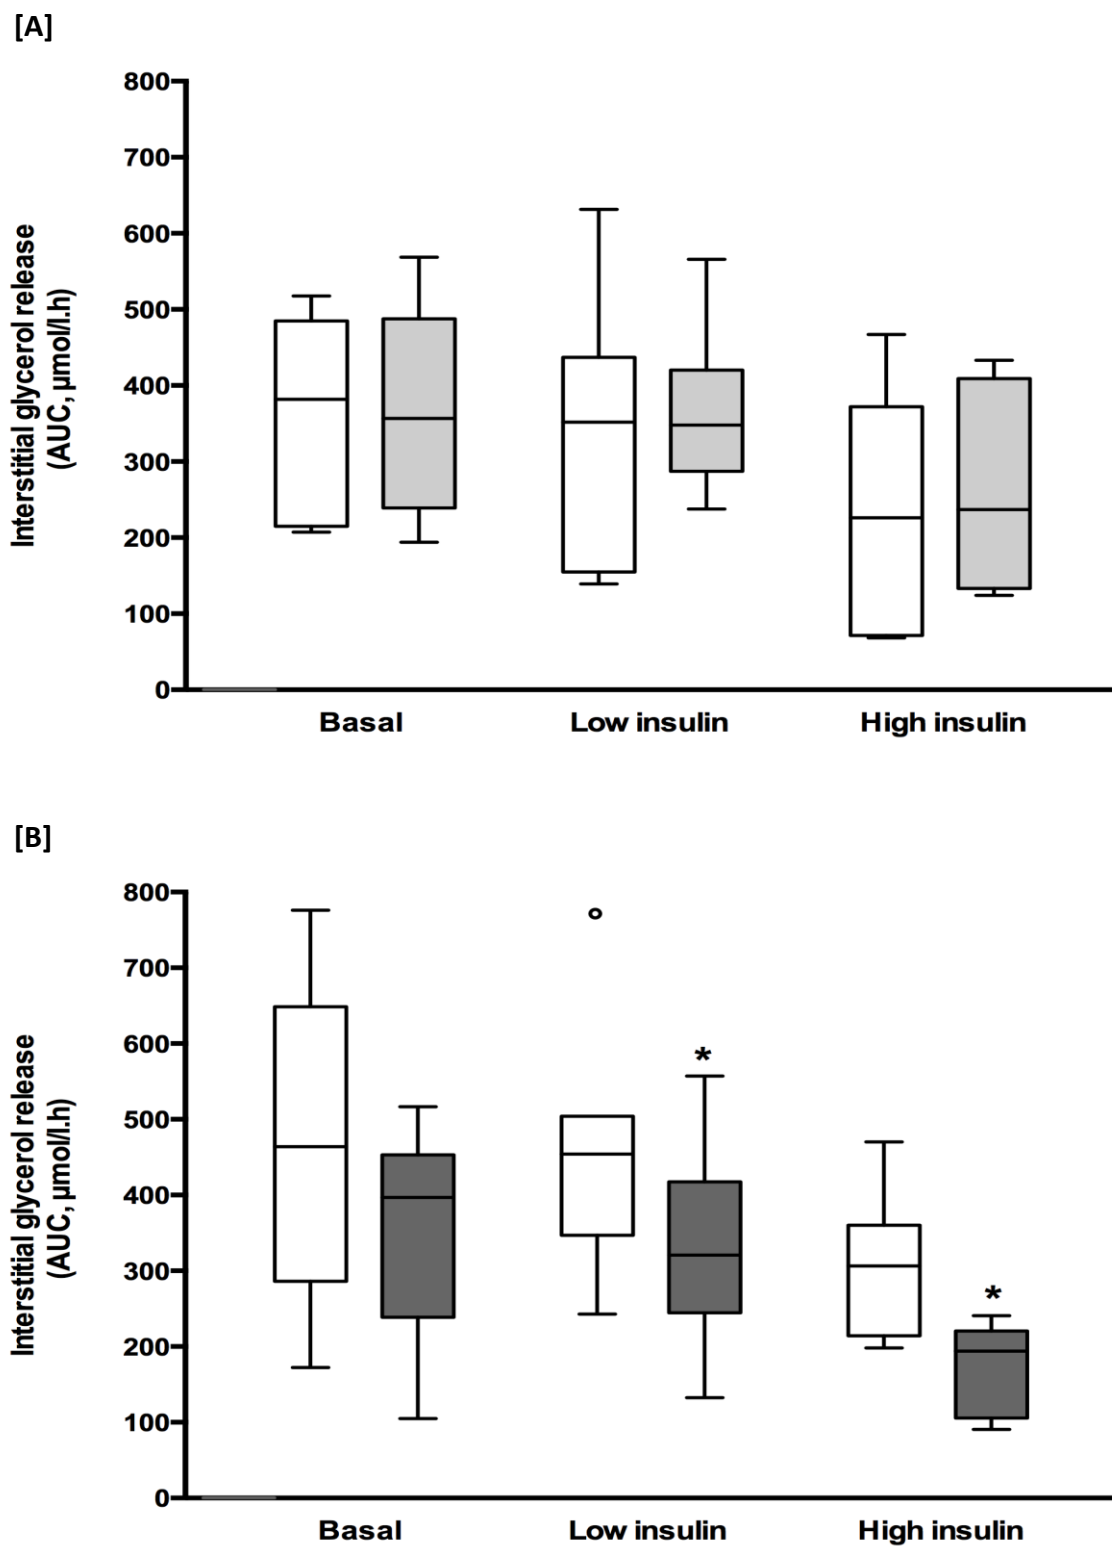 [A]
800
700
600
500
400
300
200
100
0
Interstitial glycerol release
(AUC, µmol/l.h)
Basal
Low insulin
High insulin
[B]
800
700
600
500
400
300
200
100
0
Interstitial glycerol release
(AUC, µmol/l.h)
*
*
Basal
Low insulin
High insulin